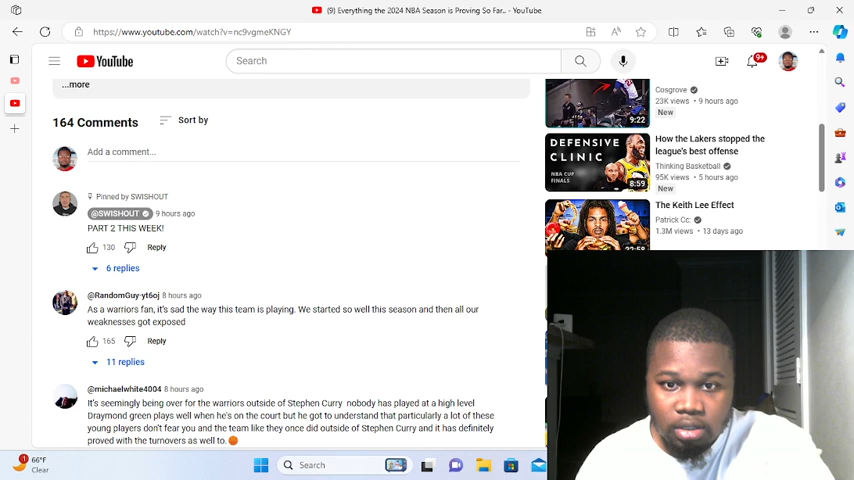 (9) Everything the 2024 NBA Season is Proving So Far... - YouTube
https://www.youtube.com/watch?v=nc9vgmeKNGY
YouTube
Search
9+
...more
164 Comments
Sort by
Add a comment...
Pinned by SWISHOUT
@SWISHOUT 9 hours ago
PART 2 THIS WEEK!
130 Reply
6 replies
@RandomGuy-yt6oj 8 hours ago
As a warriors fan, it's sad the way this team is playing. We started so well this season and then all our
weaknesses got exposed
165 Reply
11 replies
@michaelwhite4004 8 hours ago
It's seemingly being over for the warriors outside of Stephen Curry nobody has played at a high level
Draymond green plays well when he's on the court but he got to understand that particularly a lot of these
young players don't fear you and the team like they once did outside of Stephen Curry and it has definitely
proved with the turnovers as well to.
9:22
Cosgrove
23K views • 9 hours ago
New
DEFENSIVE
CLINIC
NBA CUP
FINALS
8:59
How the Lakers stopped the
league's best offense
Thinking Basketball
95K views • 5 hours ago
New
The Keith Lee Effect
Patrick Cc:
1.3M views • 13 days ago
1
66°F
Clear
Search